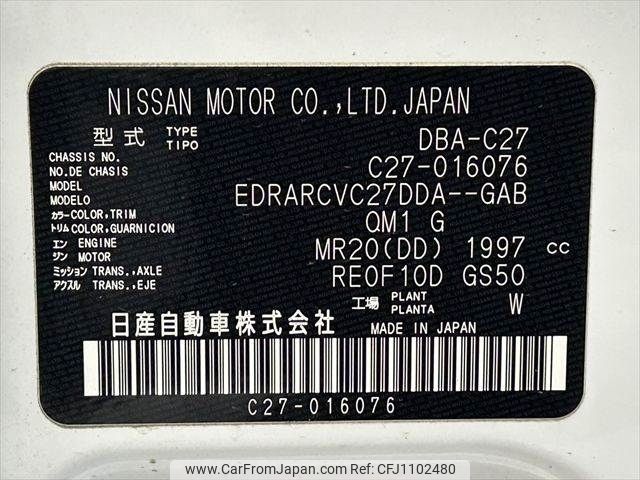 NISSAN MOTOR CO.,LTD.JAPAN
型式 TYPE TIPO DBA-C27
CHASSIS NO. NO.DE CHASIS C27-016076
MODEL MODELO EDRARCVC27DDA--GAB
カラー COLOR,TRIM トリム COLOR,GUARNICION QM1 G
エン ENGINE ジン MOTOR MR20(DD) 1997 cc
ミッション TRANS.,AXLE アクスル TRANS.,EJE RE0F10D GS50
工場 PLANT PLANTA W
日産自動車株式会社 MADE IN JAPAN
C27-016076
www.CarFromJapan.com | Photo ID: CFJ1102480